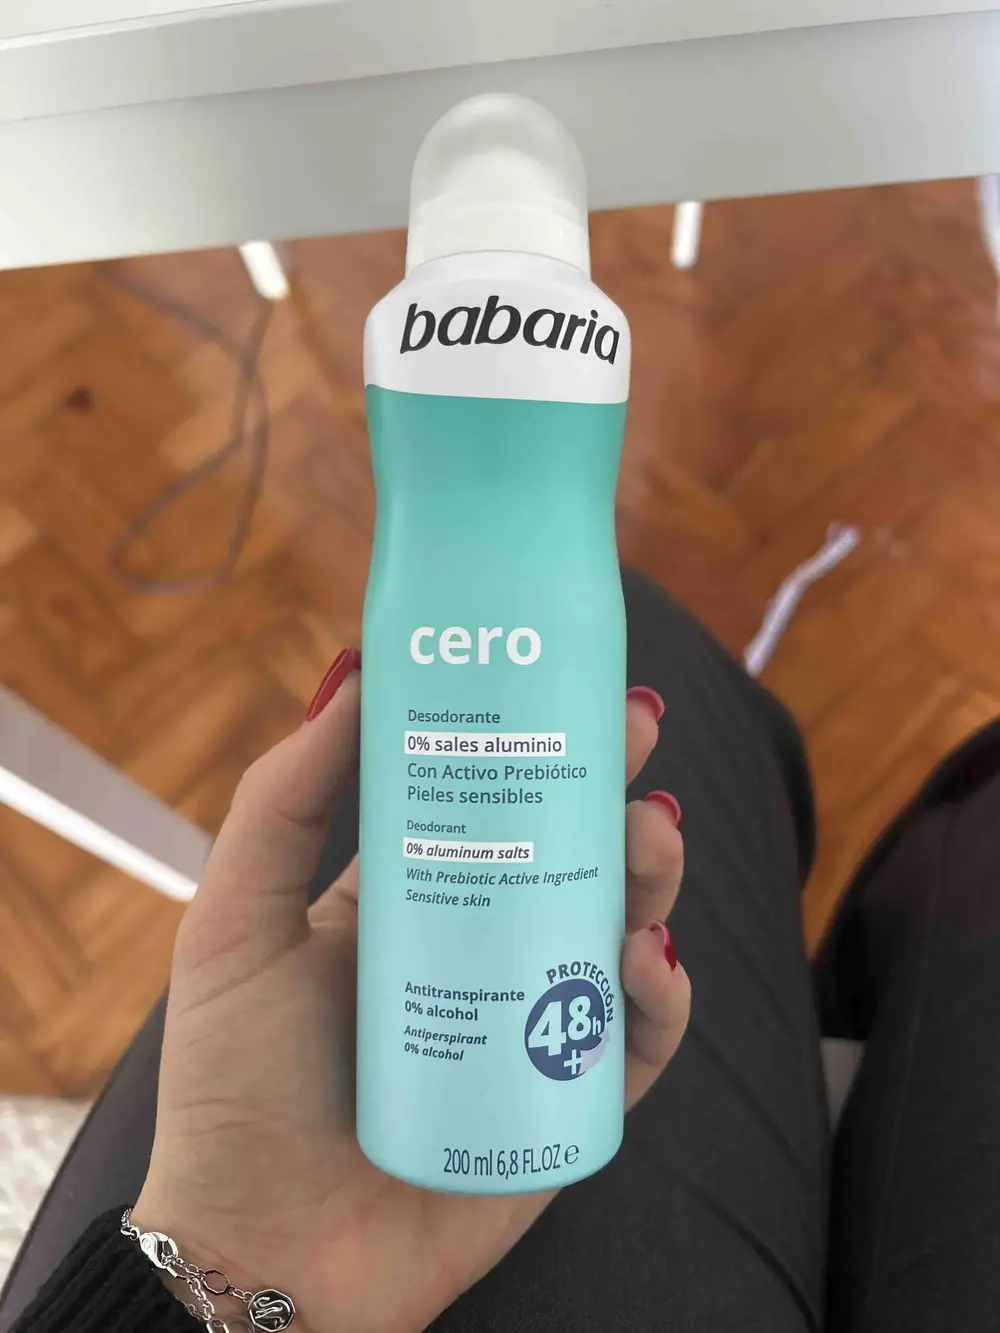 babaria
cero
Desodorante
0% sales aluminio
Con Activo Prebiótico
Pieles sensibles
Deodorant
0% aluminum salts
With Prebiotic Active Ingredient
Sensitive skin
Antitranspirante
0% alcohol
Antiperspirant
0% alcohol
PROTECCIÓN
48h
+
200 ml 6,8 FL.OZ e